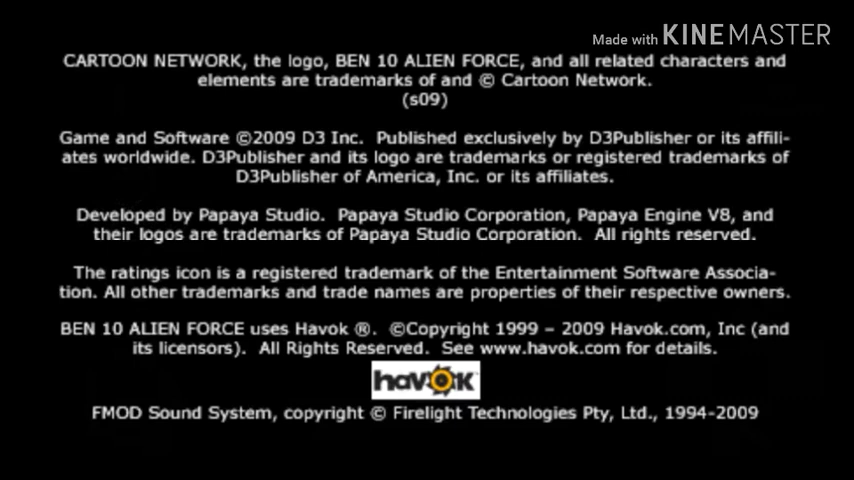 Made with KINEMASTER
CARTOON NETWORK, the logo, BEN 10 ALIEN FORCE, and all related characters and
elements are trademarks of and © Cartoon Network.
(s09)
Game and Software ©2009 D3 Inc.  Published exclusively by D3Publisher or its affili-
ates worldwide. D3Publisher and its logo are trademarks or registered trademarks of
D3Publisher of America, Inc. or its affiliates.
Developed by Papaya Studio.  Papaya Studio Corporation, Papaya Engine V8, and
their logos are trademarks of Papaya Studio Corporation.  All rights reserved.
The ratings icon is a registered trademark of the Entertainment Software Associa-
tion. All other trademarks and trade names are properties of their respective owners.
BEN 10 ALIEN FORCE uses Havok ®.  ©Copyright 1999 – 2009 Havok.com, Inc (and
its licensors).  All Rights Reserved.  See www.havok.com for details.
havok
FMOD Sound System, copyright © Firelight Technologies Pty, Ltd., 1994-2009